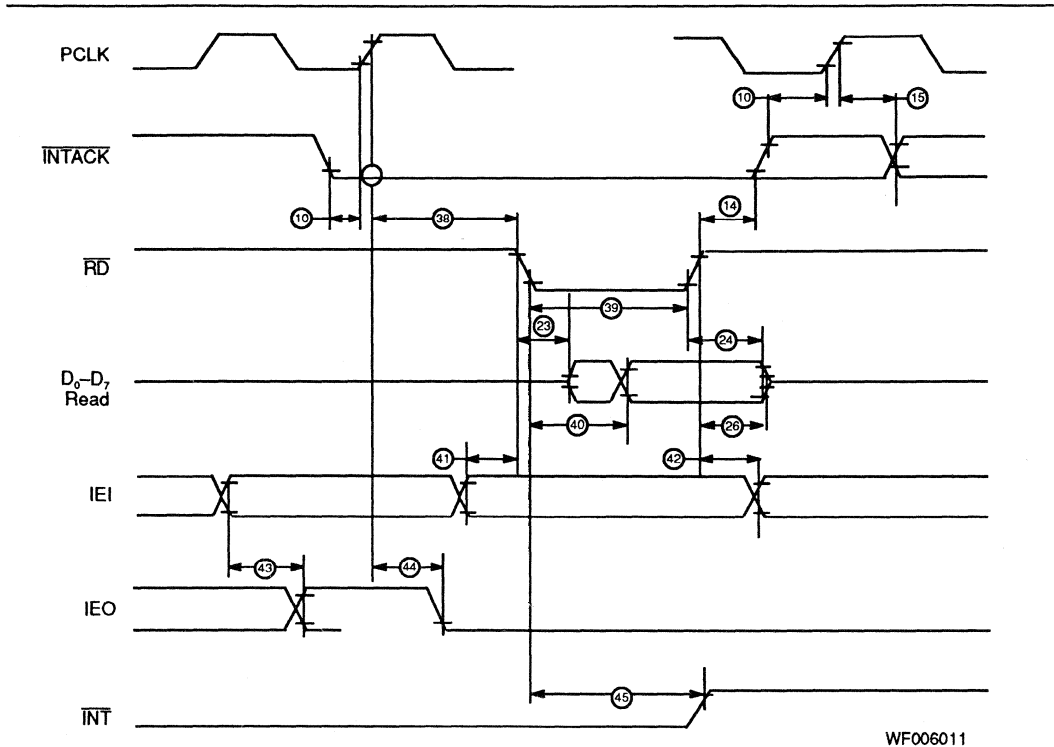 PCLK
10
15
INTACK
10
38
14
RD
39
23
24
D₀–D₇
Read
40
26
41
42
IEI
43
44
IEO
45
INT
WF006011